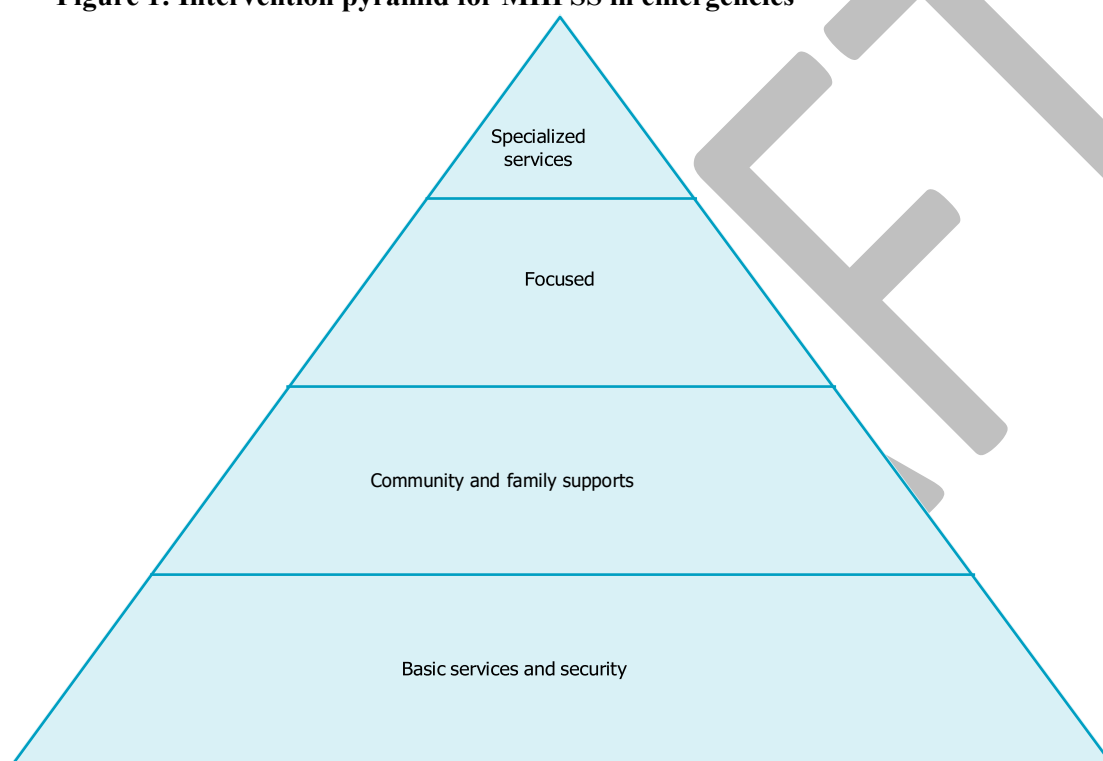 Figure 1: Intervention pyramid for MHPSS in emergencies
Specialized
services
Focused
Community and family supports
Basic services and security